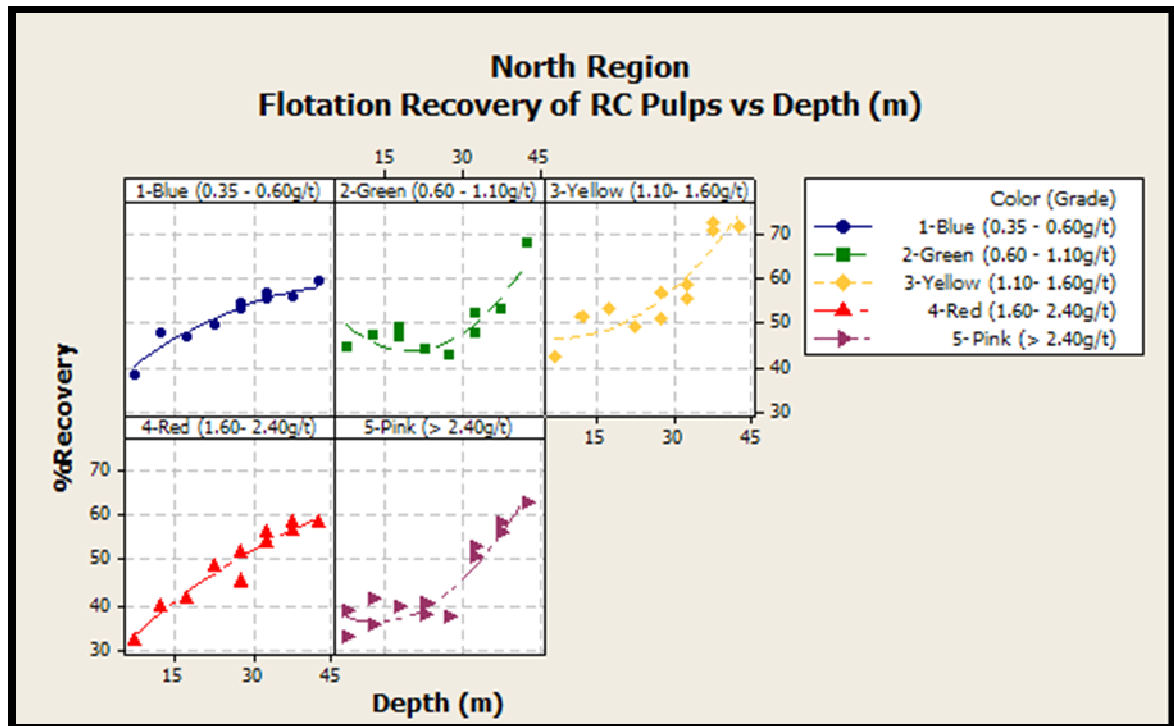 North Region
Flotation Recovery of RC Pulps vs Depth (m)
15 30 45
1-Blue (0.35 - 0.60g/t) 2-Green (0.60 - 1.10g/t) 3-Yellow (1.10- 1.60g/t)
70
60
50
40
30
15 30 45
Color (Grade)
1-Blue (0.35 - 0.60g/t)
2-Green (0.60 - 1.10g/t)
3-Yellow (1.10- 1.60g/t)
4-Red (1.60- 2.40g/t)
5-Pink (> 2.40g/t)
%Recovery
4-Red (1.60- 2.40g/t) 5-Pink (> 2.40g/t)
70
60
50
40
30
15 30 45
Depth (m)